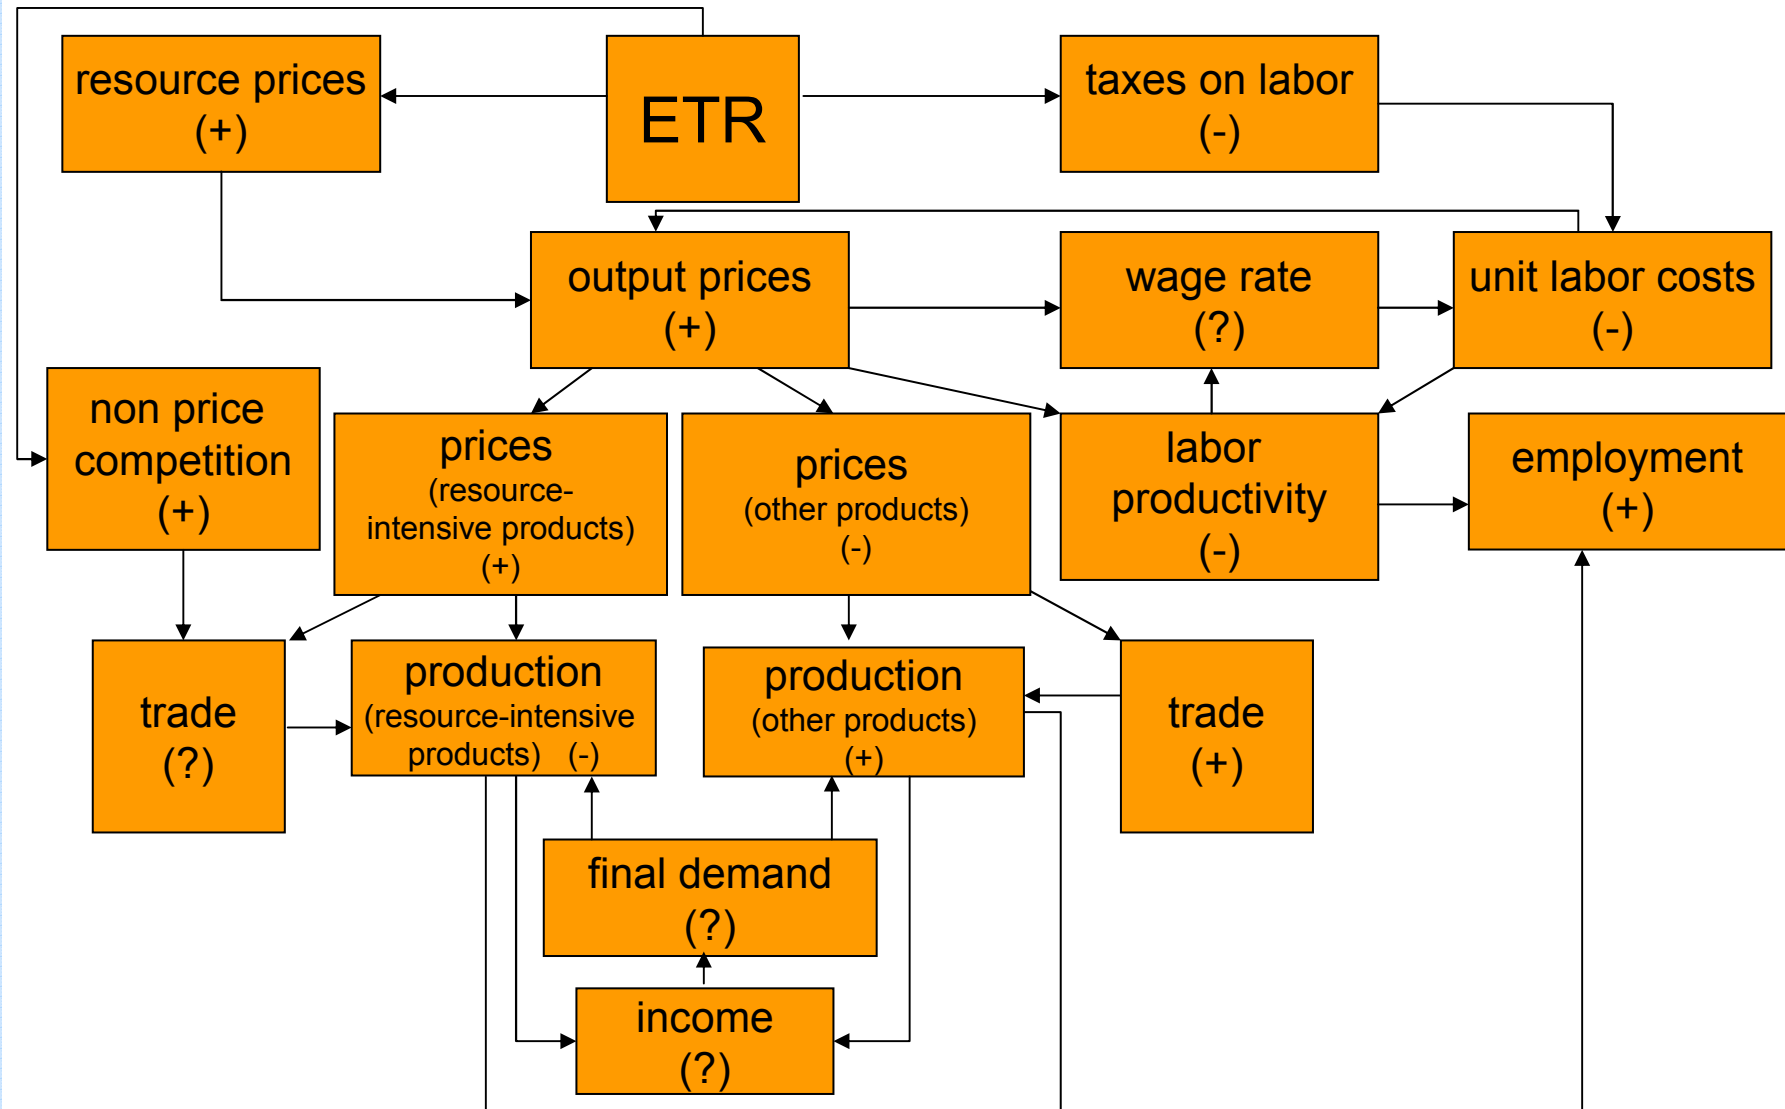 resource prices
(+)
ETR
taxes on labor
(-)
output prices
(+)
wage rate
(?)
unit labor costs
(-)
non price
competition
(+)
prices
(resource-
intensive products)
(+)
prices
(other products)
(-)
labor
productivity
(-)
employment
(+)
trade
(?)
production
(resource-intensive
products) (-)
production
(other products)
(+)
trade
(+)
final demand
(?)
income
(?)